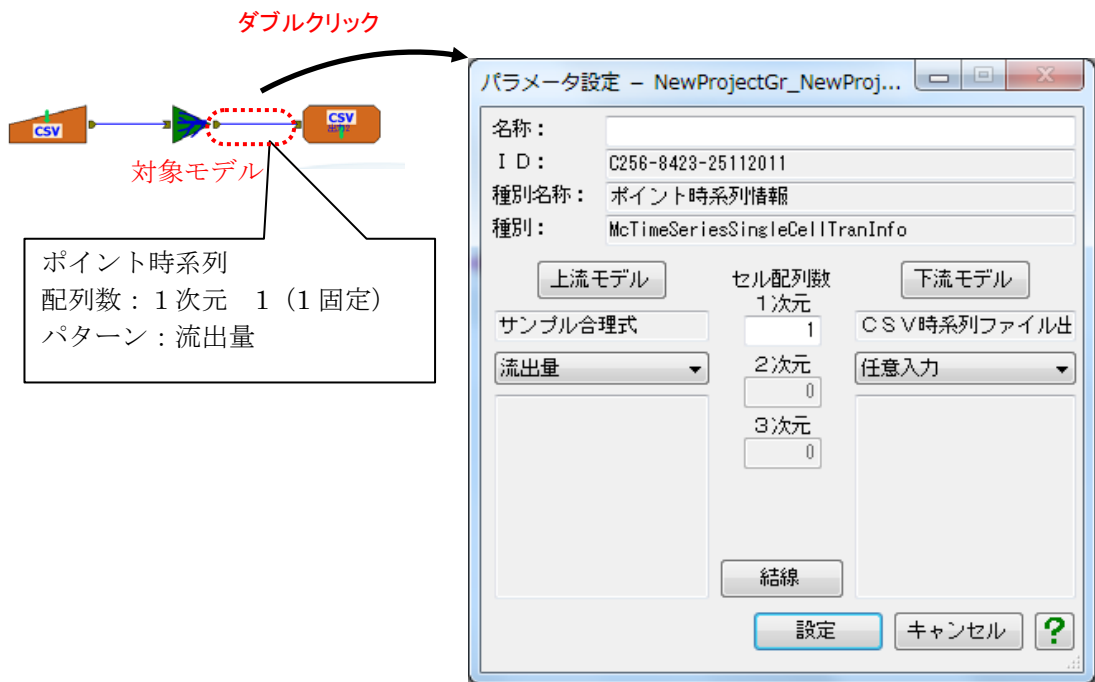 ダブルクリック
CSV
CSV
出力2
対象モデル
ポイント時系列
配列数：１次元　１（1 固定）
パターン：流出量
パラメータ設定 － NewProjectGr_NewProj...
名称：
ＩＤ：
C256-8423-25112011
種別名称：
ポイント時系列情報
種別：
McTimeSeriesSingleCellTranInfo
上流モデル
セル配列数
下流モデル
１次元
サンプル合理式
1
ＣＳＶ時系列ファイル出
流出量
２次元
任意入力
0
３次元
0
結線
設定
キャンセル
?